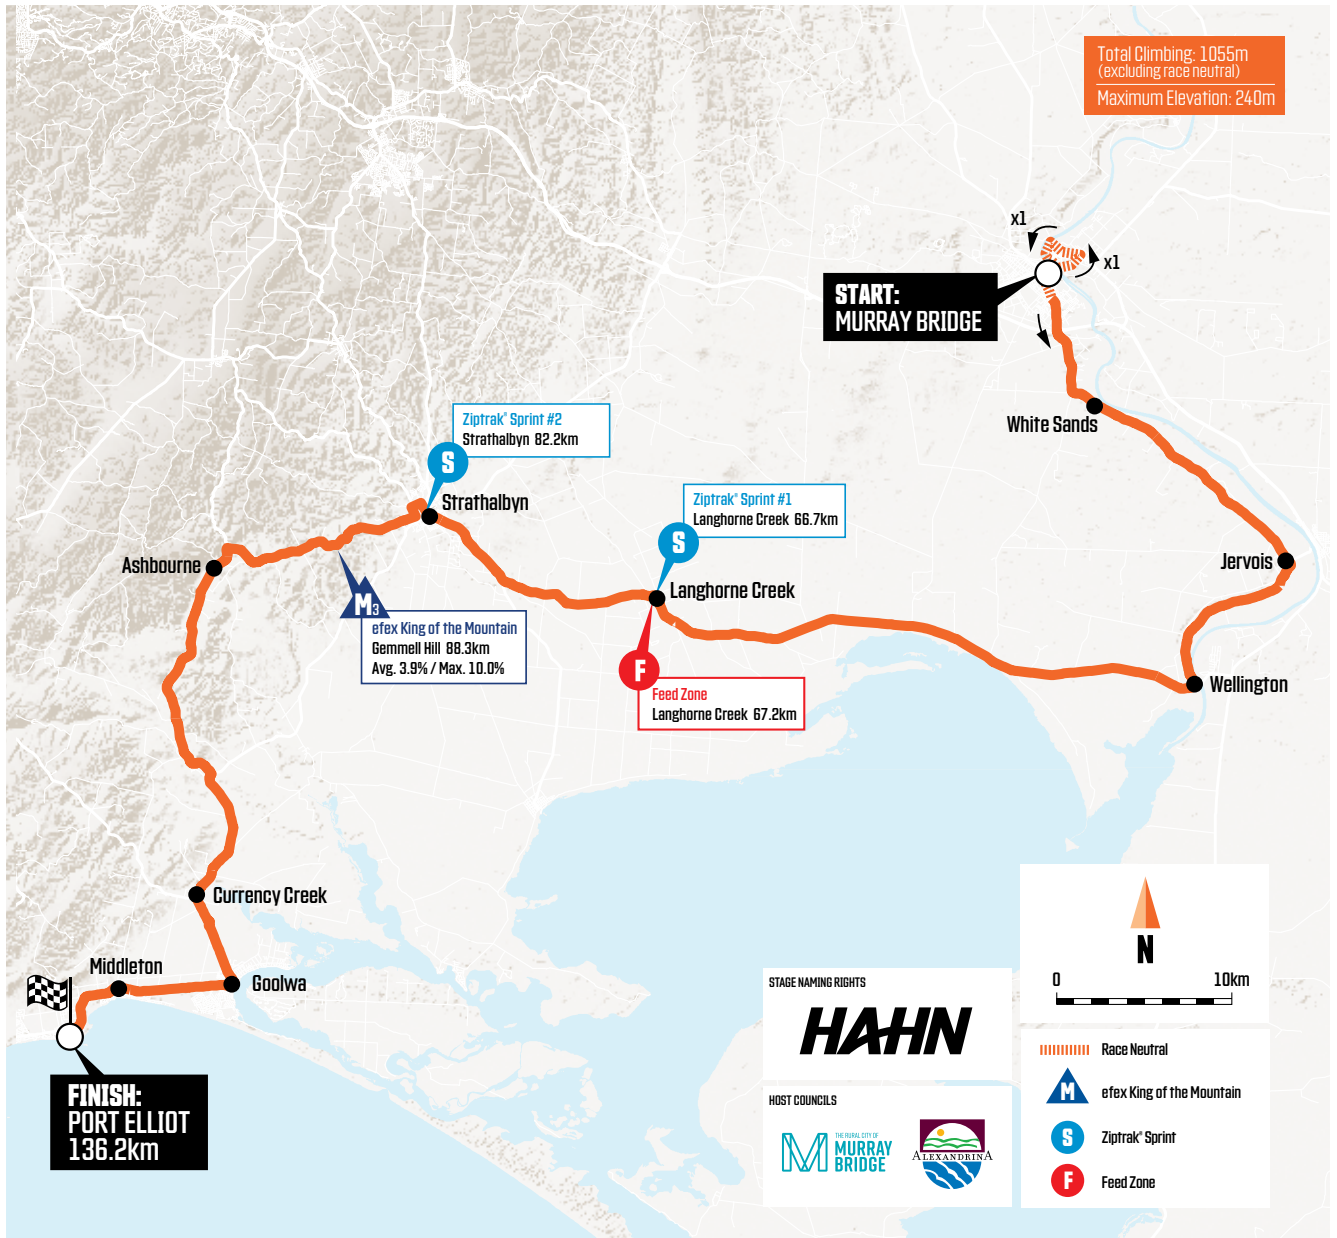 Total Climbing: 1055m
(excluding race neutral)
Maximum Elevation: 240m
x1
x1
START:
MURRAY BRIDGE
White Sands
Ziptrak® Sprint #2
Strathalbyn 82.2km
S
Strathalbyn
Ziptrak® Sprint #1
Langhorne Creek 66.7km
S
Langhorne Creek
Ashbourne
Jervois
M3
efex King of the Mountain
Gemmell Hill 88.3km
Avg. 3.9% / Max. 10.0%
F
Feed Zone
Langhorne Creek 67.2km
Wellington
Currency Creek
Middleton
Goolwa
FINISH:
PORT ELLIOT
136.2km
N
0 10km
STAGE NAMING RIGHTS
HAHN
HOST COUNCILS
THE RURAL CITY OF
MURRAY
BRIDGE
ALEXANDRINA
Race Neutral
M efex King of the Mountain
S Ziptrak® Sprint
F Feed Zone